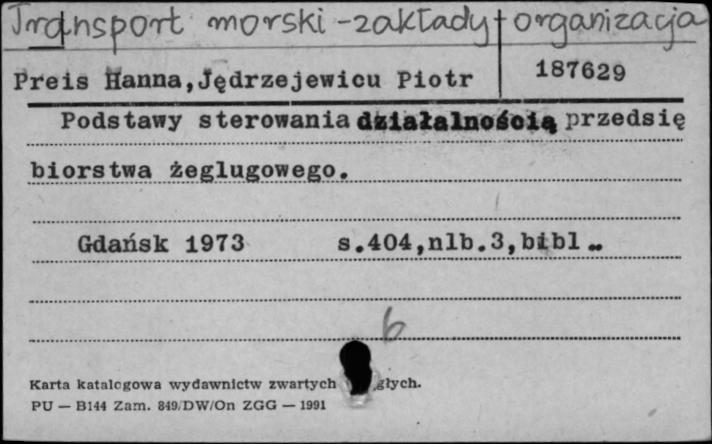 Transport morski - zakłady + organizacja
Preis Hanna, Jędrzejewicu Piotr 187629
Podstawy sterowania działalnością przedsię
biorstwa żeglugowego.
Gdańsk 1973 s.404,nlb.3,bibl..
b
Karta katalogowa wydawnictw zwartych głych.
PU — B144 Zam. 849/DW/On ZGG — 1991